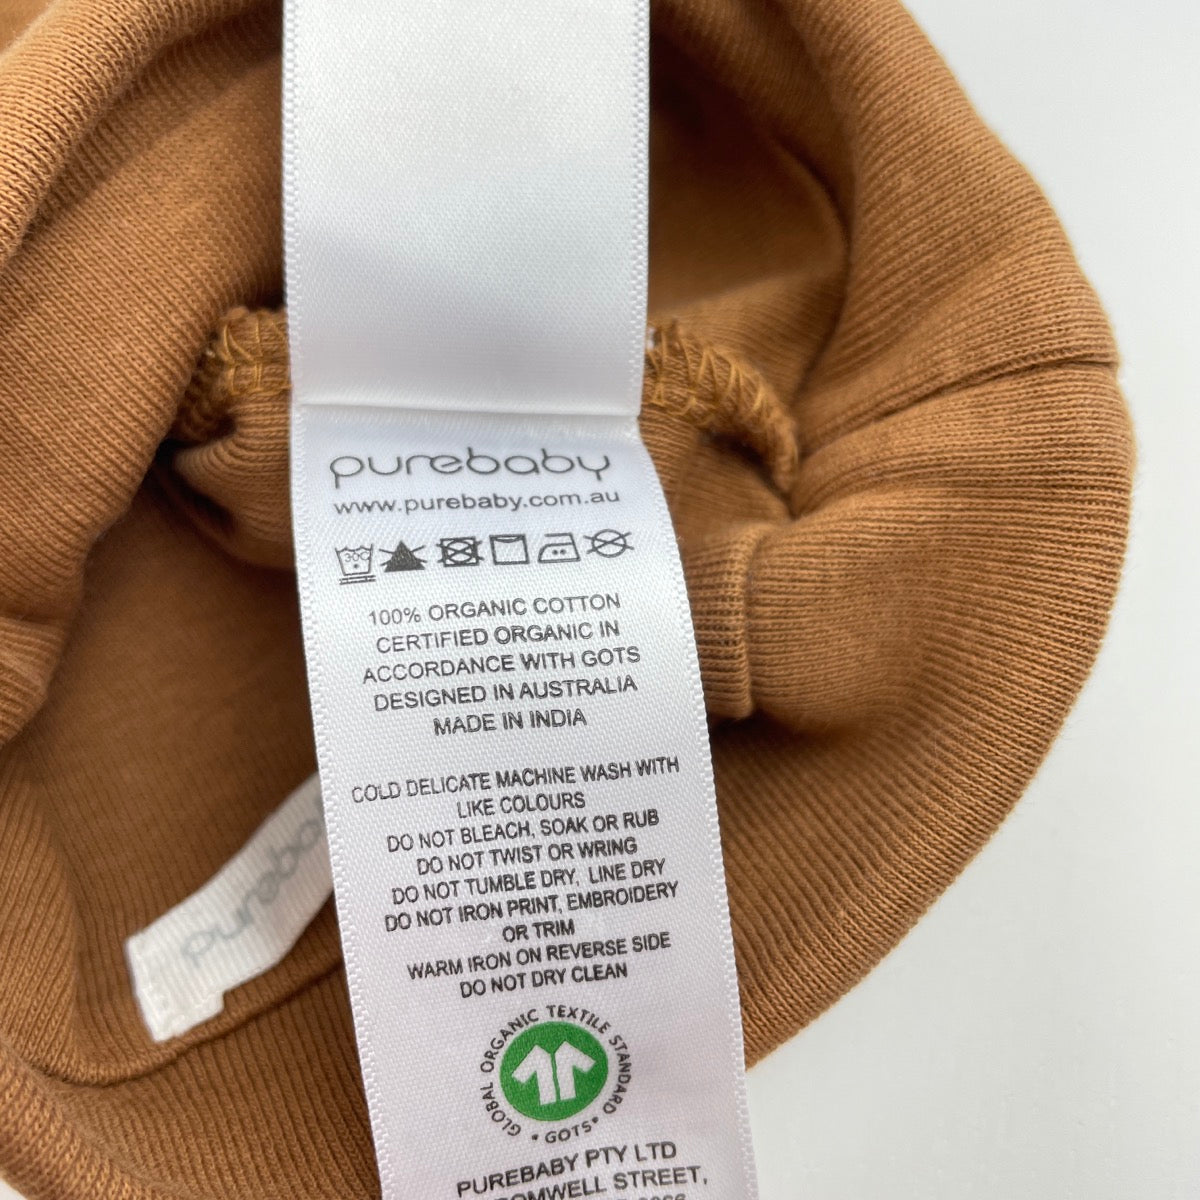 purebaby
www.purebaby.com.au
30°
100% ORGANIC COTTON
CERTIFIED ORGANIC IN
ACCORDANCE WITH GOTS
DESIGNED IN AUSTRALIA
MADE IN INDIA
COLD DELICATE MACHINE WASH WITH
LIKE COLOURS
DO NOT BLEACH, SOAK OR RUB
DO NOT TWIST OR WRING
DO NOT TUMBLE DRY, LINE DRY
DO NOT IRON PRINT, EMBROIDERY
OR TRIM
WARM IRON ON REVERSE SIDE
DO NOT DRY CLEAN
GLOBAL ORGANIC TEXTILE STANDARD
• GOTS •
PUREBABY PTY LTD
STREET,